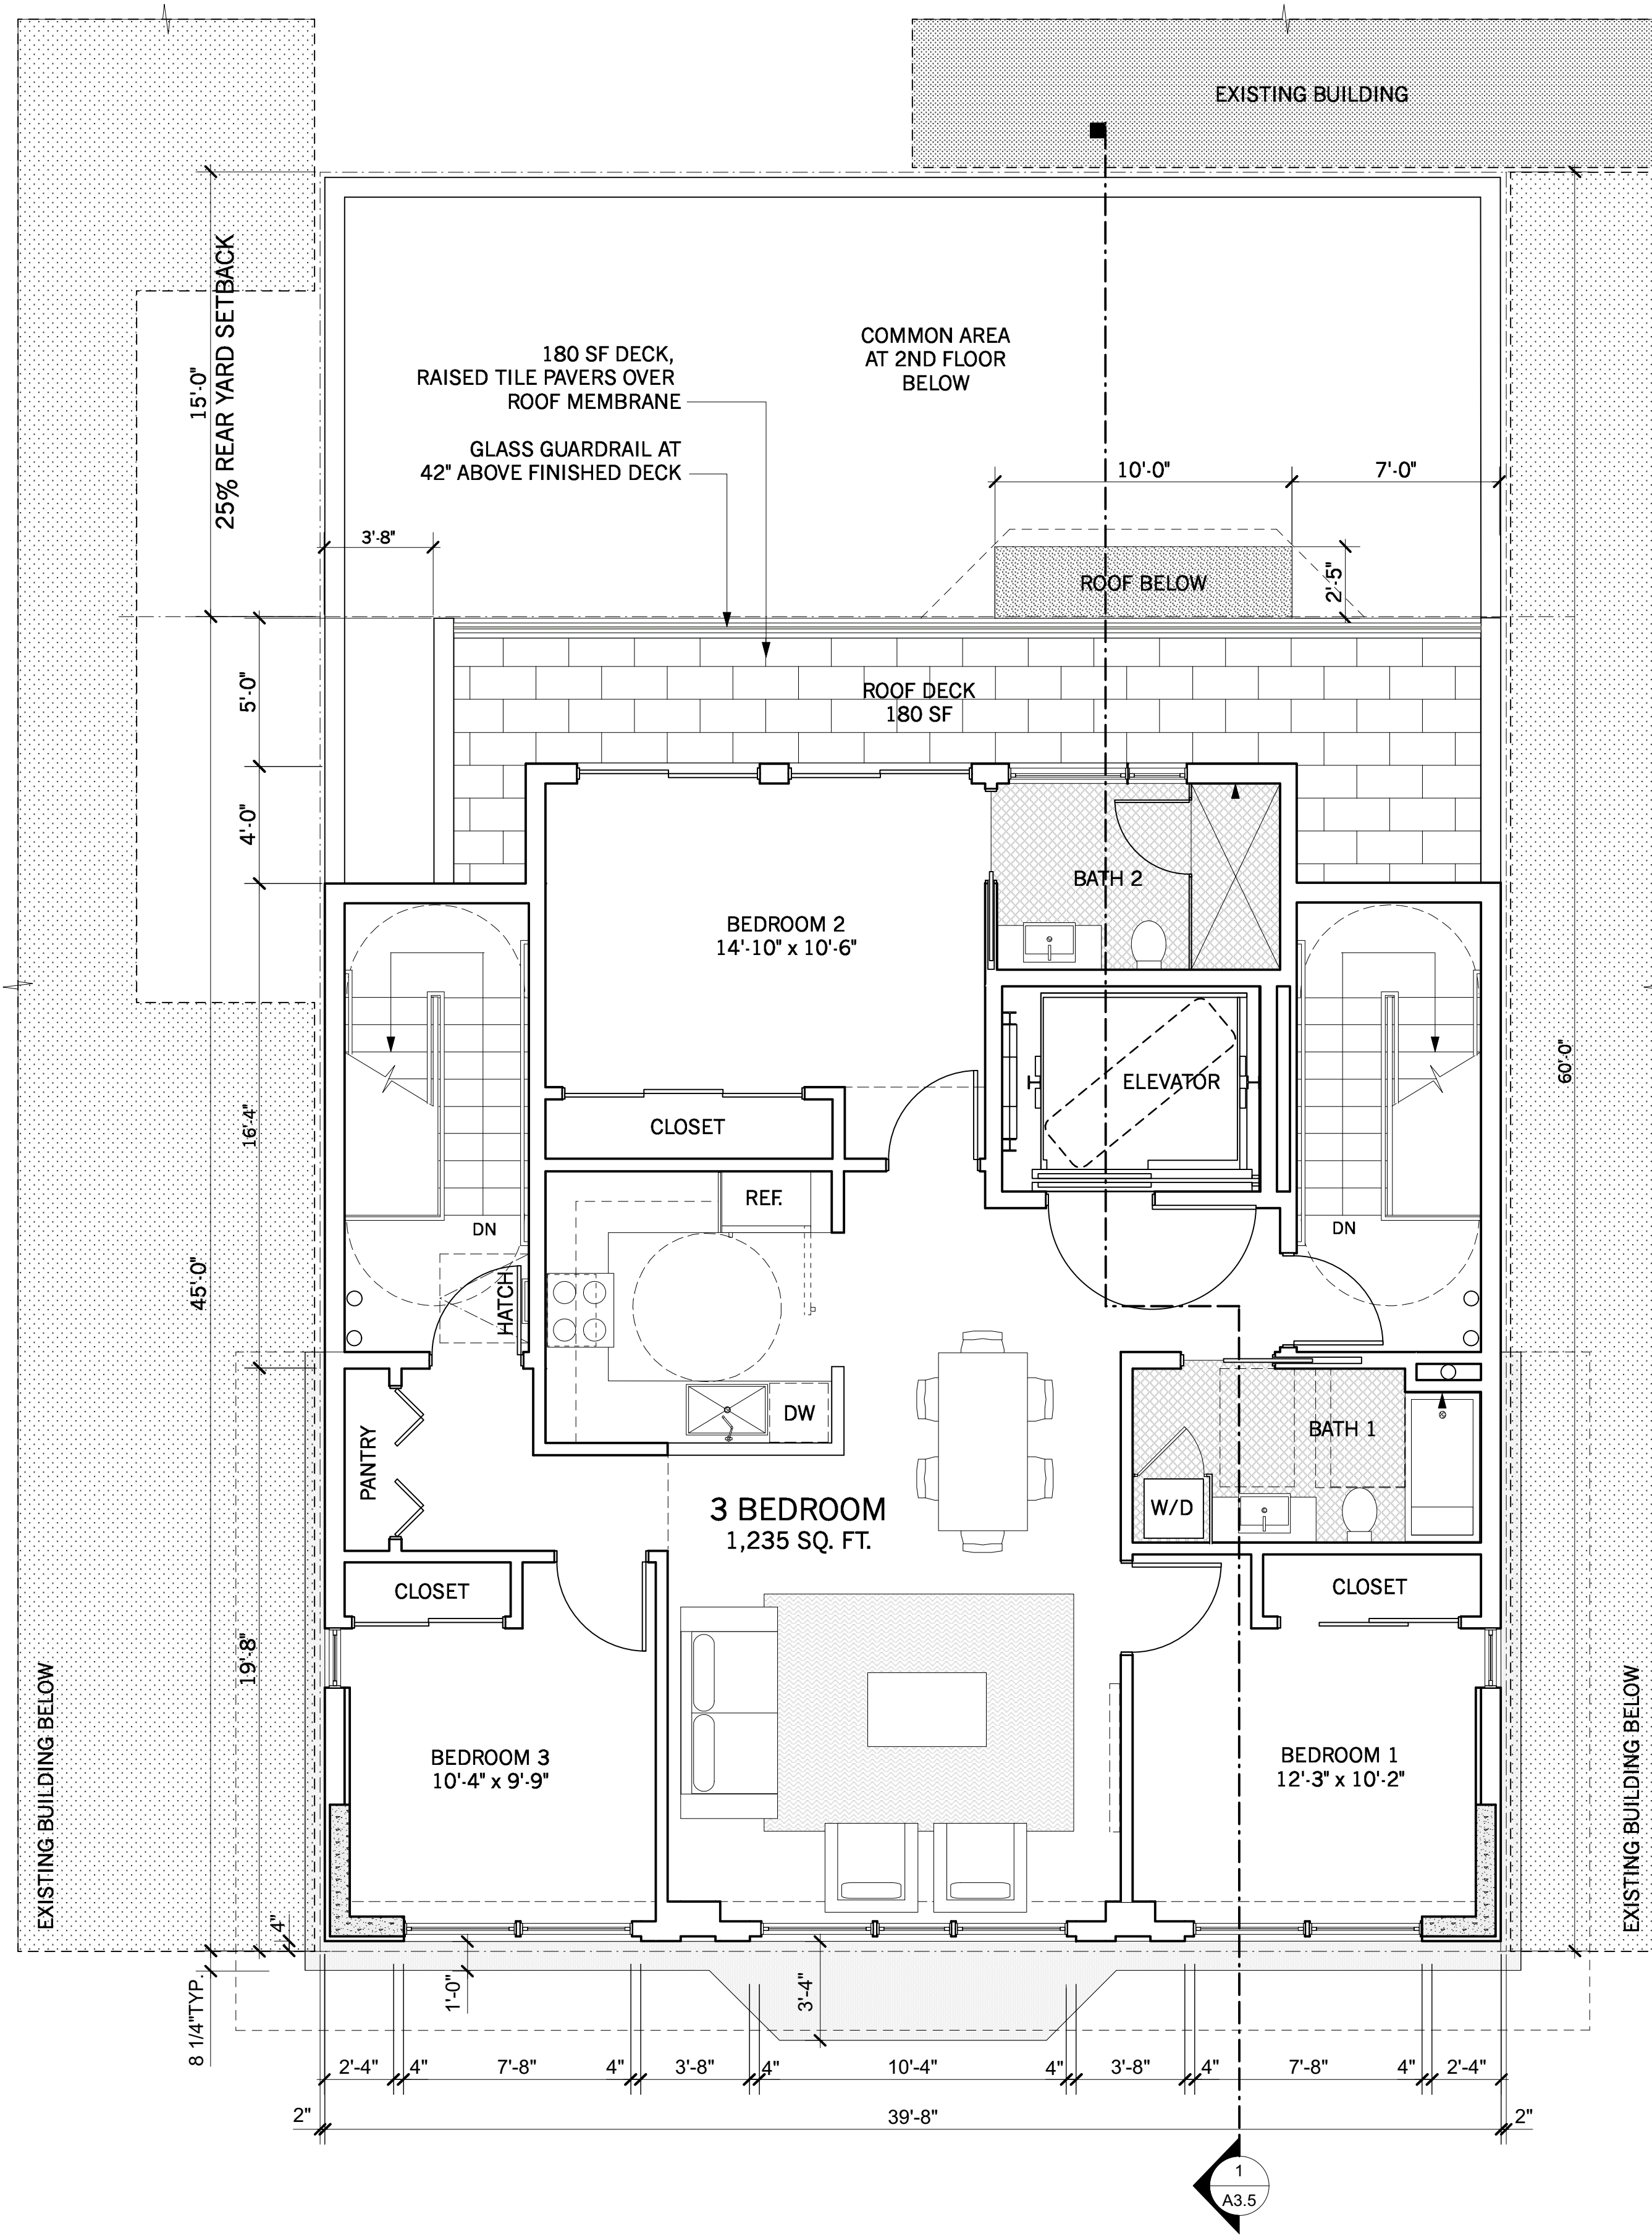 EXISTING BUILDING
15'-0"
25% REAR YARD SETBACK
180 SF DECK,
RAISED TILE PAVERS OVER
ROOF MEMBRANE
GLASS GUARDRAIL AT
42" ABOVE FINISHED DECK
COMMON AREA
AT 2ND FLOOR
BELOW
10'-0"
7'-0"
3'-8"
ROOF BELOW
2'-5"
5'-0"
ROOF DECK
180 SF
4'-0"
BATH 2
BEDROOM 2
14'-10" x 10'-6"
60'-0"
ELEVATOR
16'-4"
CLOSET
REF.
DN
DN
45'-0"
HATCH
DW
PANTRY
BATH 1
W/D
3 BEDROOM
1,235 SQ. FT.
CLOSET
CLOSET
19'-8"
EXISTING BUILDING BELOW
EXISTING BUILDING BELOW
BEDROOM 3
10'-4" x 9'-9"
BEDROOM 1
12'-3" x 10'-2"
4"
1'-0"
3'-4"
8 1/4"TYP.
2'-4"
4"
7'-8"
4"
3'-8"
4"
10'-4"
4"
3'-8"
4"
7'-8"
4"
2'-4"
2"
39'-8"
2"
1
A3.5